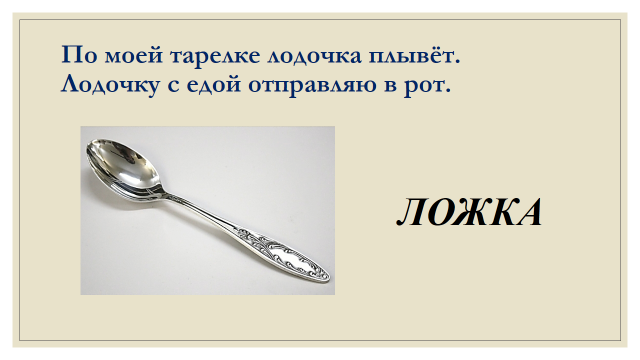 По моей тарелке лодочка плывёт.
Лодочку с едой отправляю в рот.
ЛОЖКА